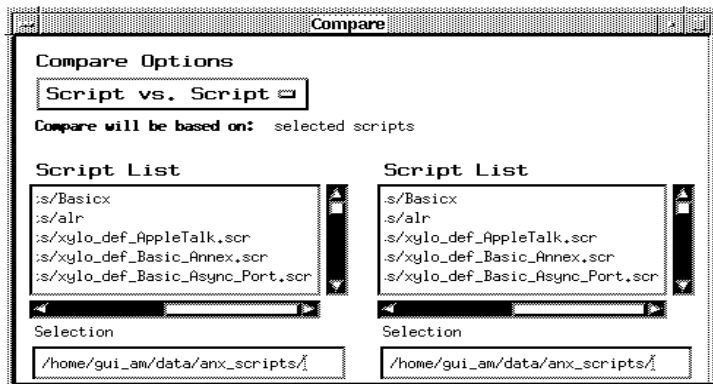 Compare
Compare Options
Script vs. Script
Compare will be based on: selected scripts
Script List
:s/Basicx
:s/alr
:s/xylo_def_AppleTalk.scr
:s/xylo_def_Basic_Annex.scr
:s/xylo_def_Basic_Async_Port.scr
Selection
/home/gui_am/data/anx_scripts/
Script List
.s/Basicx
.s/alr
.s/xylo_def_AppleTalk.scr
.s/xylo_def_Basic_Annex.scr
.s/xylo_def_Basic_Async_Port.scr
Selection
/home/gui_am/data/anx_scripts/